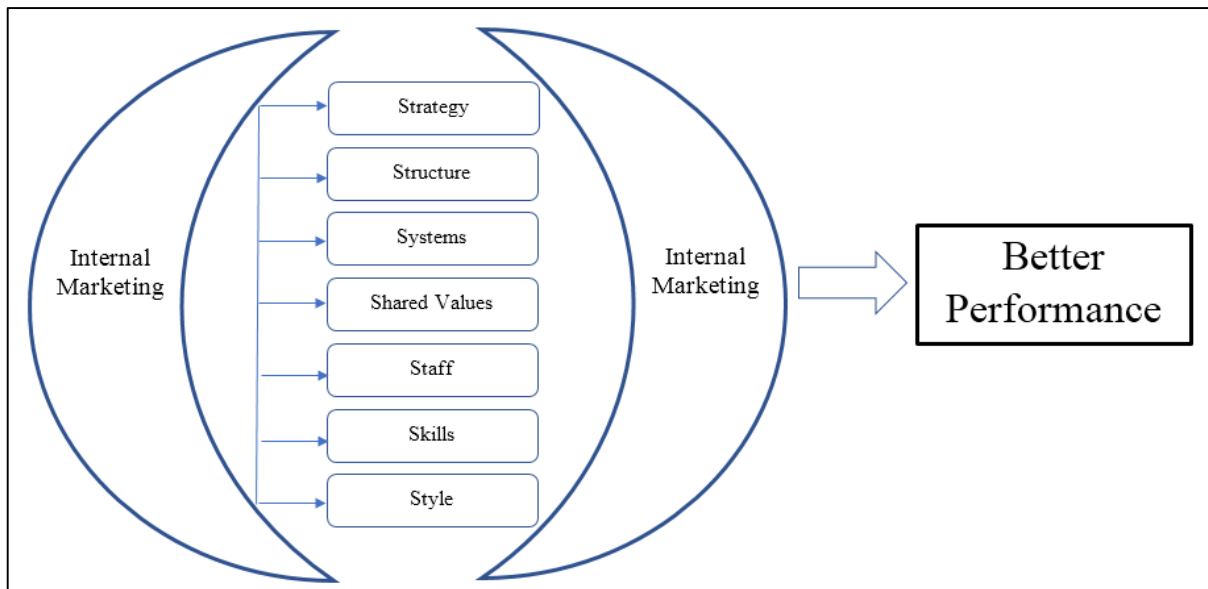 Internal
Marketing
Strategy
Structure
Systems
Shared Values
Staff
Skills
Style
Internal
Marketing
Better
Performance